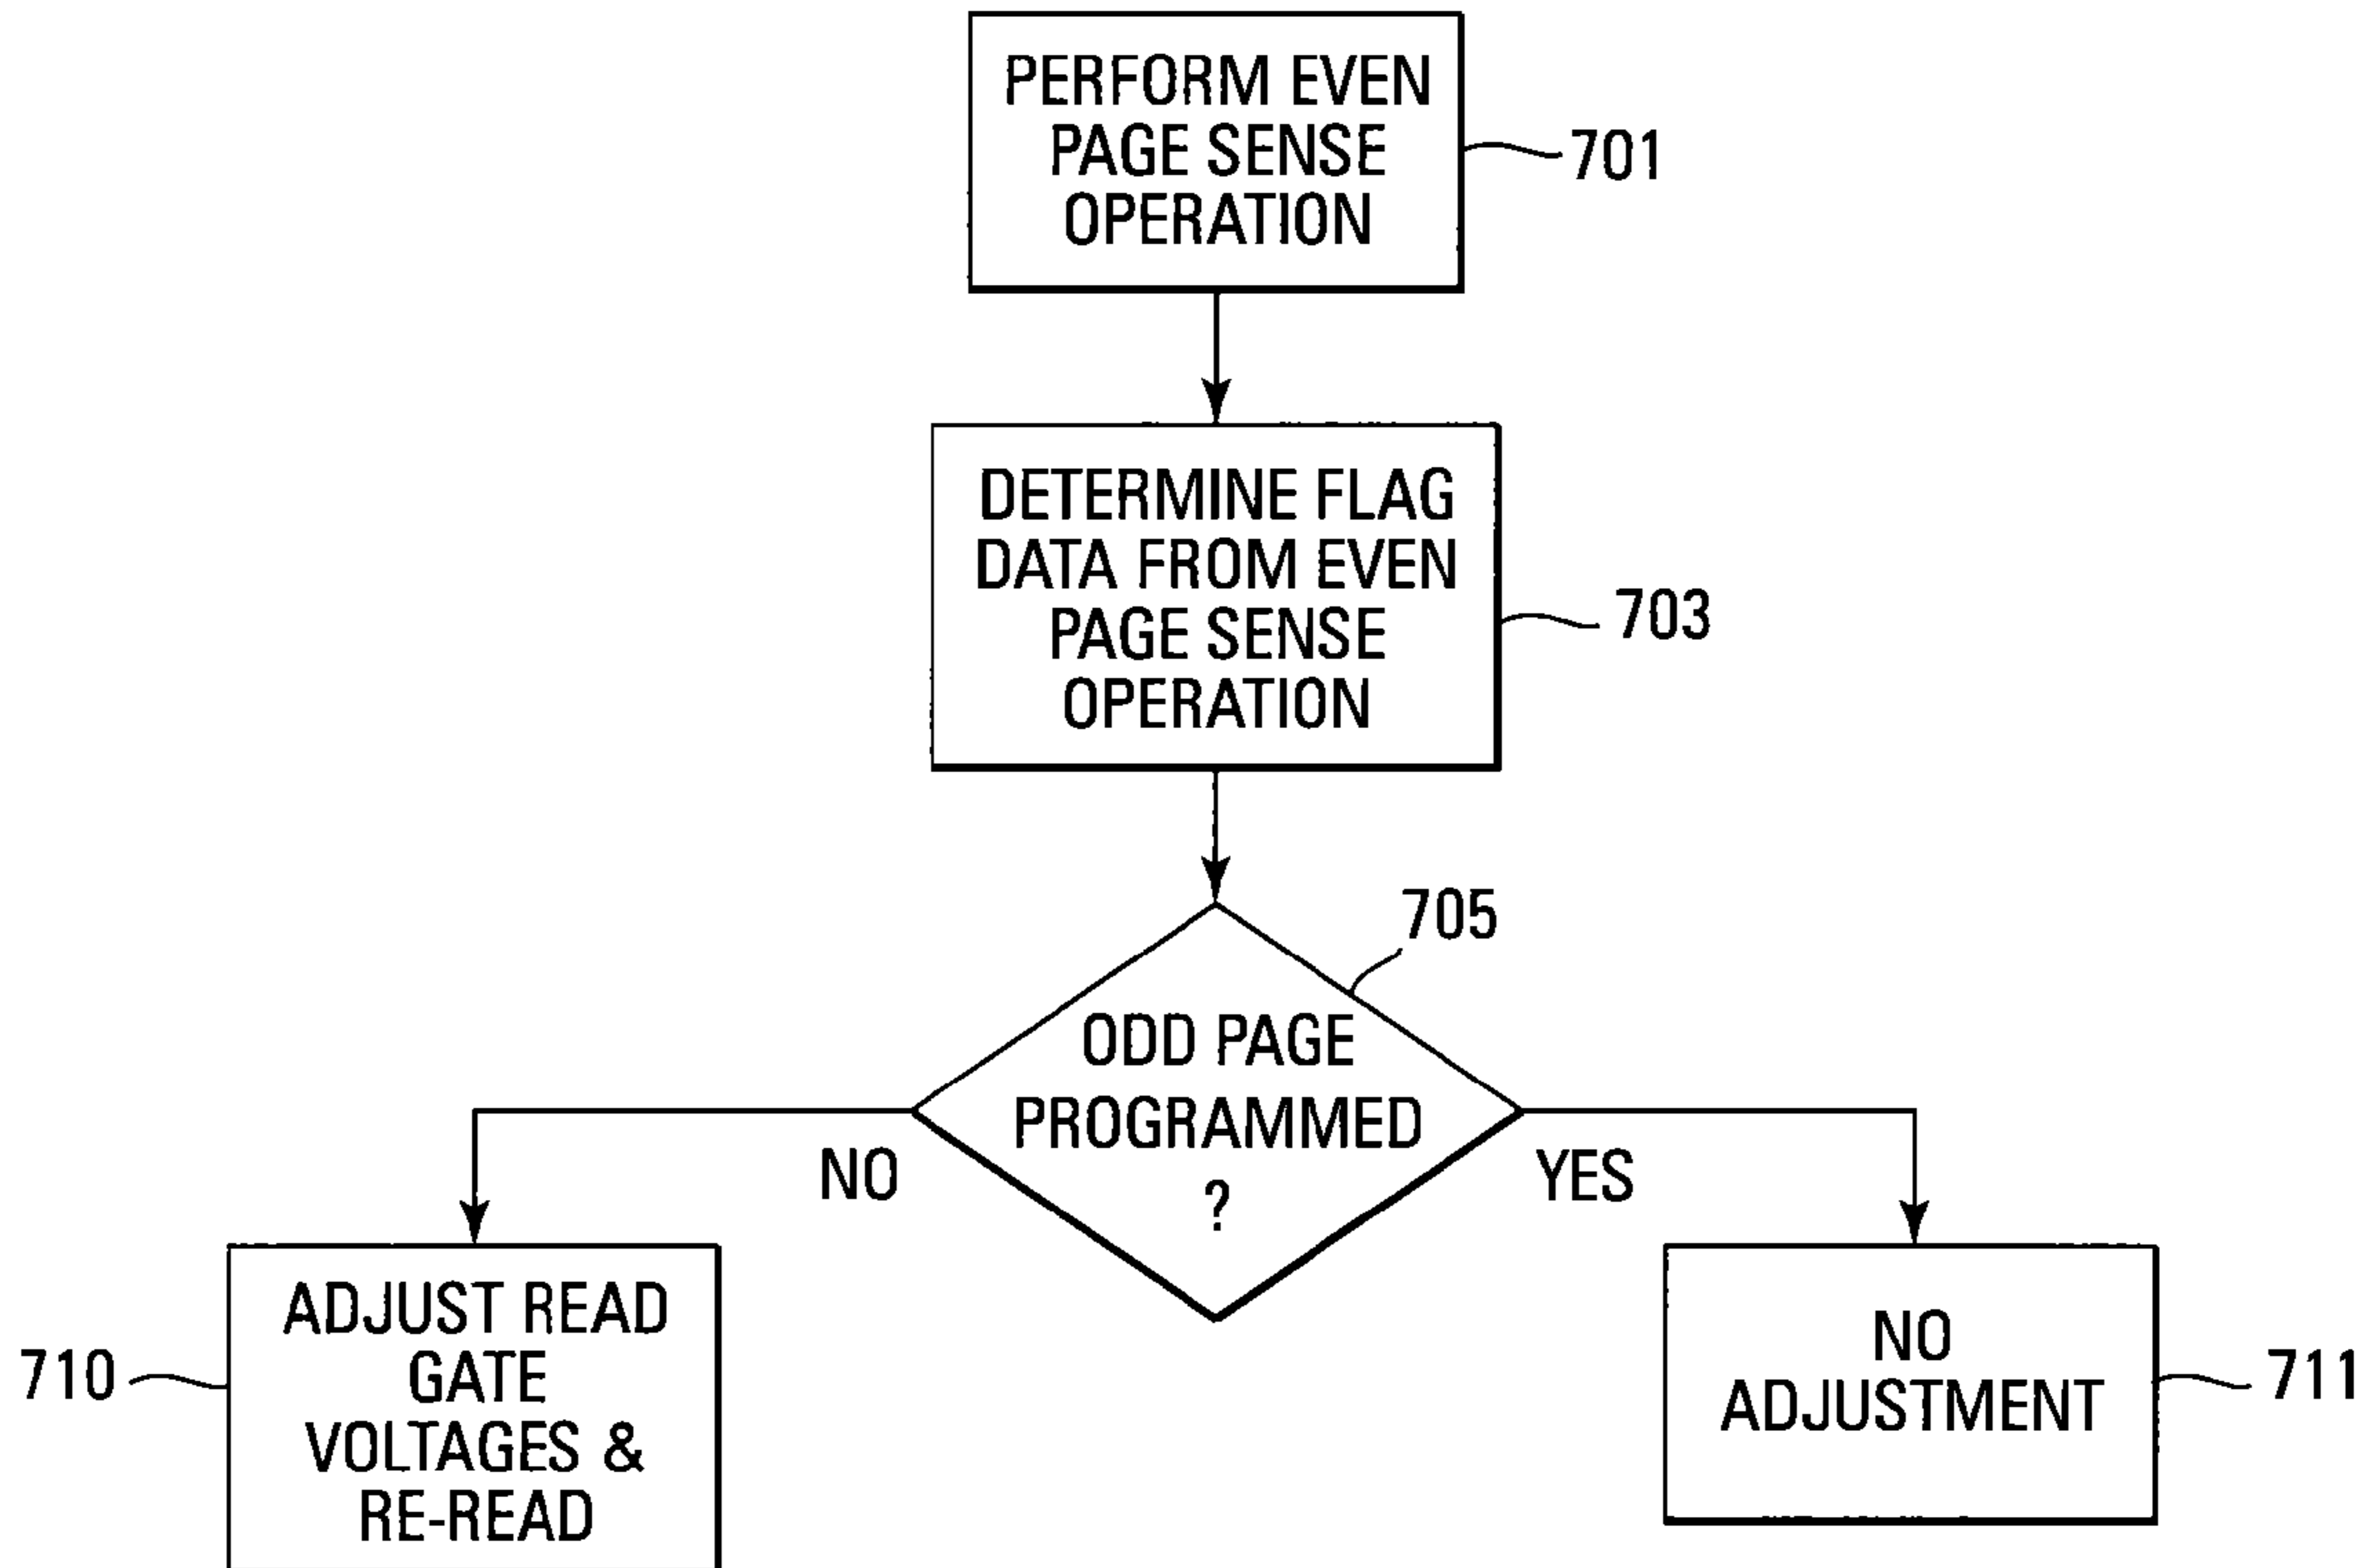 PERFORM EVEN
PAGE SENSE
OPERATION
701
DETERMINE FLAG
DATA FROM EVEN
PAGE SENSE
OPERATION
703
705
ODD PAGE
PROGRAMMED
?
NO
YES
ADJUST READ
GATE
VOLTAGES &
RE-READ
710
NO
ADJUSTMENT
711